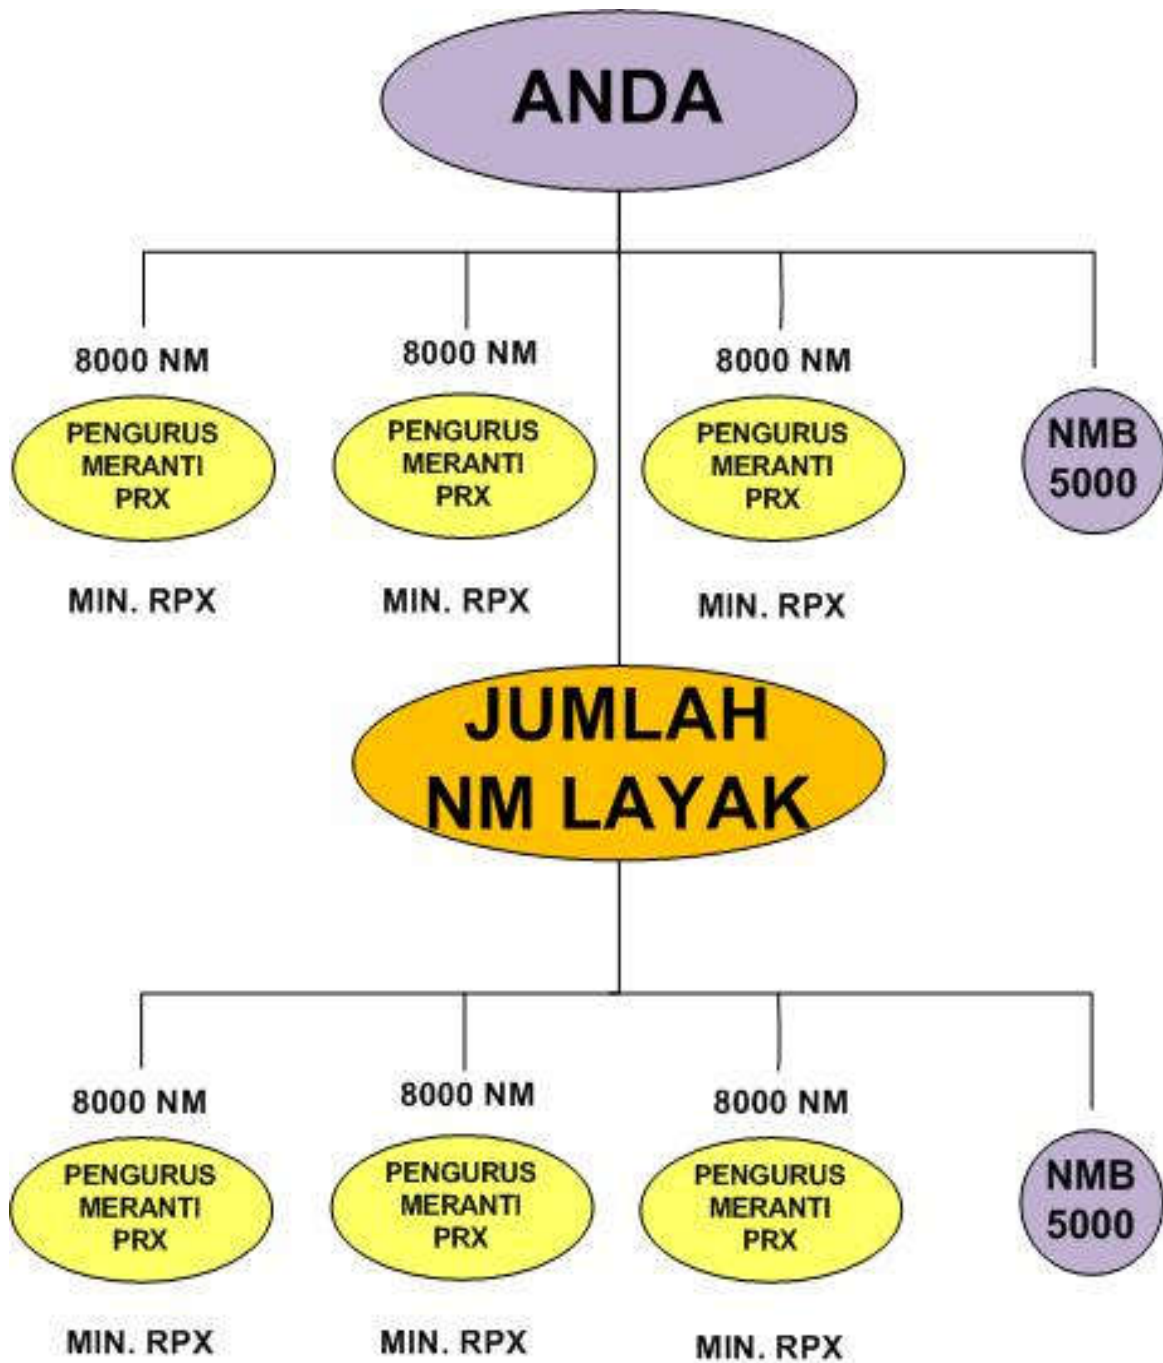 ANDA
8000 NM
8000 NM
8000 NM
PENGURUS
MERANTI
PRX
PENGURUS
MERANTI
PRX
PENGURUS
MERANTI
PRX
NMB
5000
MIN. RPX
MIN. RPX
MIN. RPX
JUMLAH
NM LAYAK
8000 NM
8000 NM
8000 NM
PENGURUS
MERANTI
PRX
PENGURUS
MERANTI
PRX
PENGURUS
MERANTI
PRX
NMB
5000
MIN. RPX
MIN. RPX
MIN. RPX